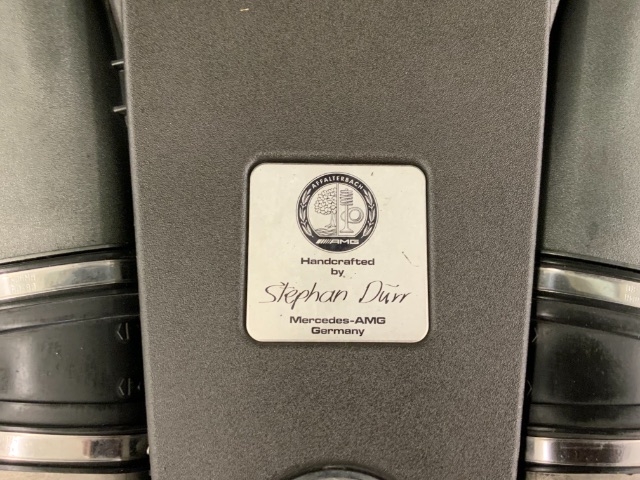 AFFALTERBACH
AMG
Handcrafted
by
Stephan Dürr
Mercedes-AMG
Germany